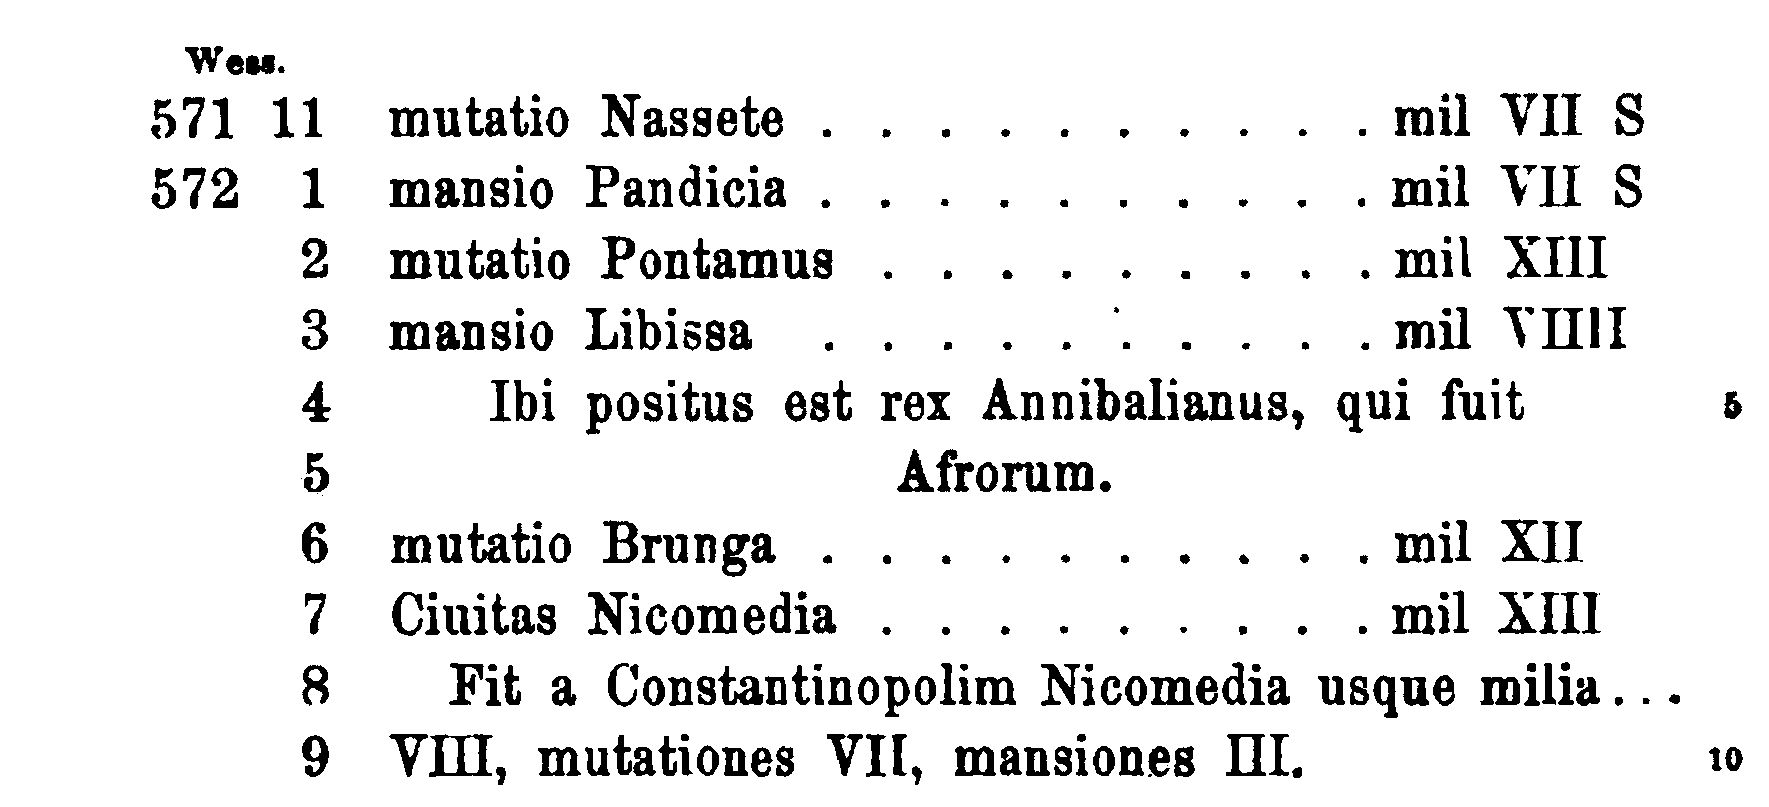 Wess.
571 11 mutatio Nassete . . . . . . . . . . mil VII S
572 1 mansio Pandicia . . . . . . . . . . mil VII S
2 mutatio Pontamus . . . . . . . . . mil XIII
3 mansio Libissa . . . . . . . . . . mil VIIII
4 Ibi positus est rex Annibalianus, qui fuit 5
5 Afrorum.
6 mutatio Brunga . . . . . . . . . . mil XII
7 Ciuitas Nicomedia . . . . . . . . . mil XIII
8 Fit a Constantinopolim Nicomedia usque milia...
9 VIII, mutationes VII, mansiones III. 10